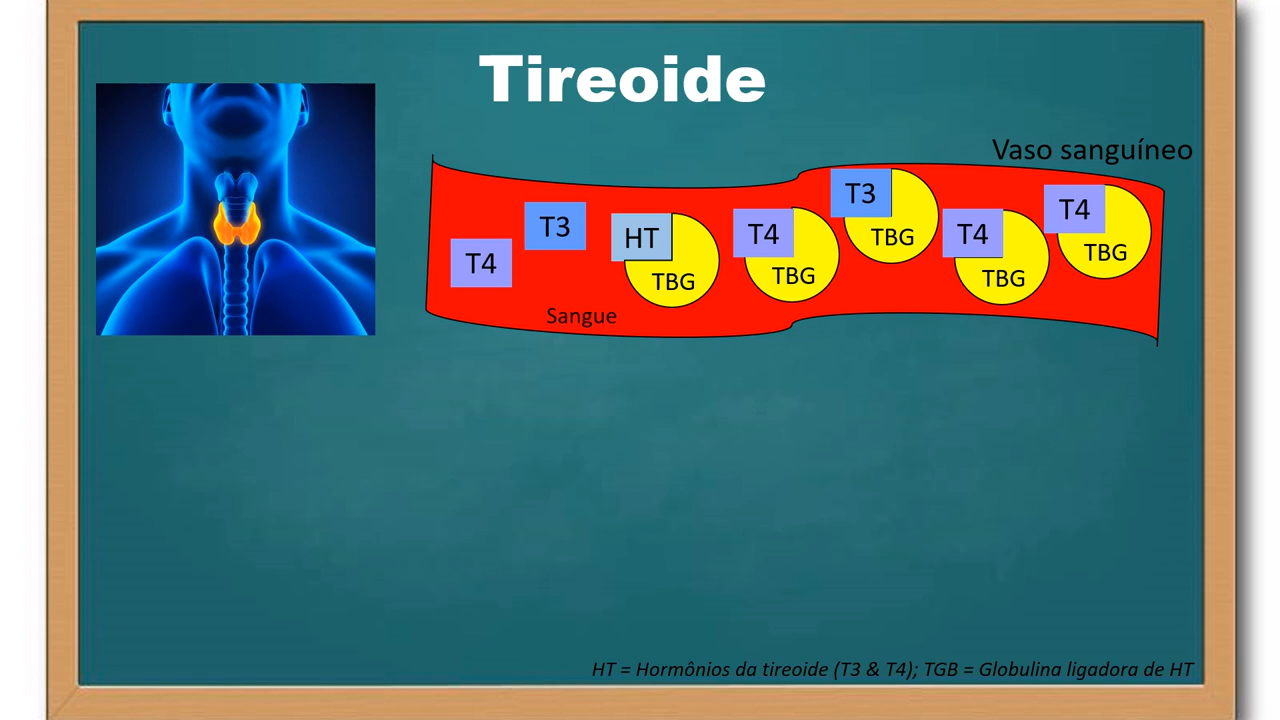 Tireoide
Vaso sanguíneo
T4
T3
HT
TBG
T4
TBG
T3
TBG
T4
TBG
T4
TBG
Sangue
HT = Hormônios da tireoide (T3 & T4); TGB = Globulina ligadora de HT